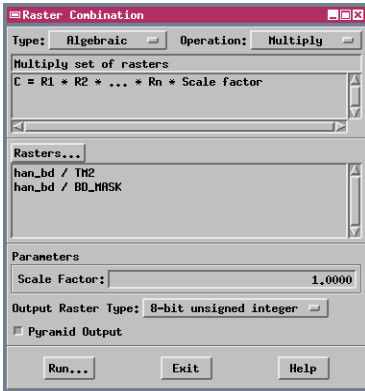 Raster Combination
Type: Algebraic Operation: Multiply
Multiply set of rasters
C = R1 * R2 * ... * Rn * Scale factor
Rasters...
han_bd / TM2
han_bd / BD_MASK
Parameters
Scale Factor: 1.0000
Output Raster Type: 8-bit unsigned integer
Pyramid Output
Run... Exit Help